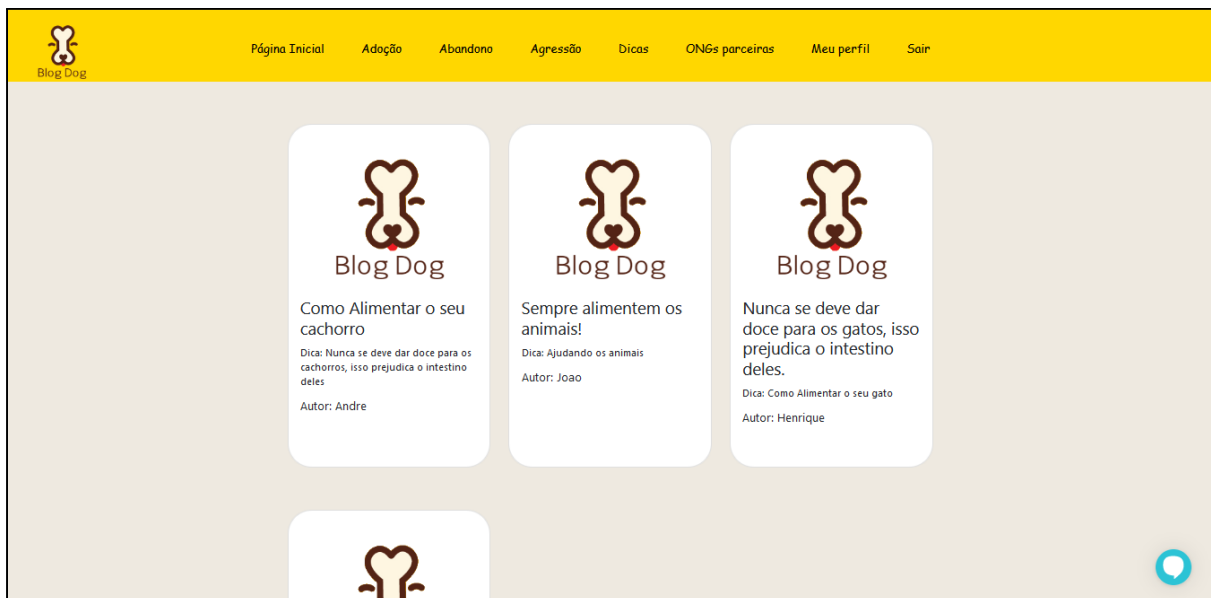 Blog Dog
Página Inicial Adoção Abandono Agressão Dicas ONGs parceiras Meu perfil Sair
Blog Dog
Como Alimentar o seu
cachorro
Dica: Nunca se deve dar doce para os
cachorros, isso prejudica o intestino
deles
Autor: Andre
Blog Dog
Sempre alimentem os
animais!
Dica: Ajudando os animais
Autor: Joao
Blog Dog
Nunca se deve dar
doce para os gatos, isso
prejudica o intestino
deles.
Dica: Como Alimentar o seu gato
Autor: Henrique